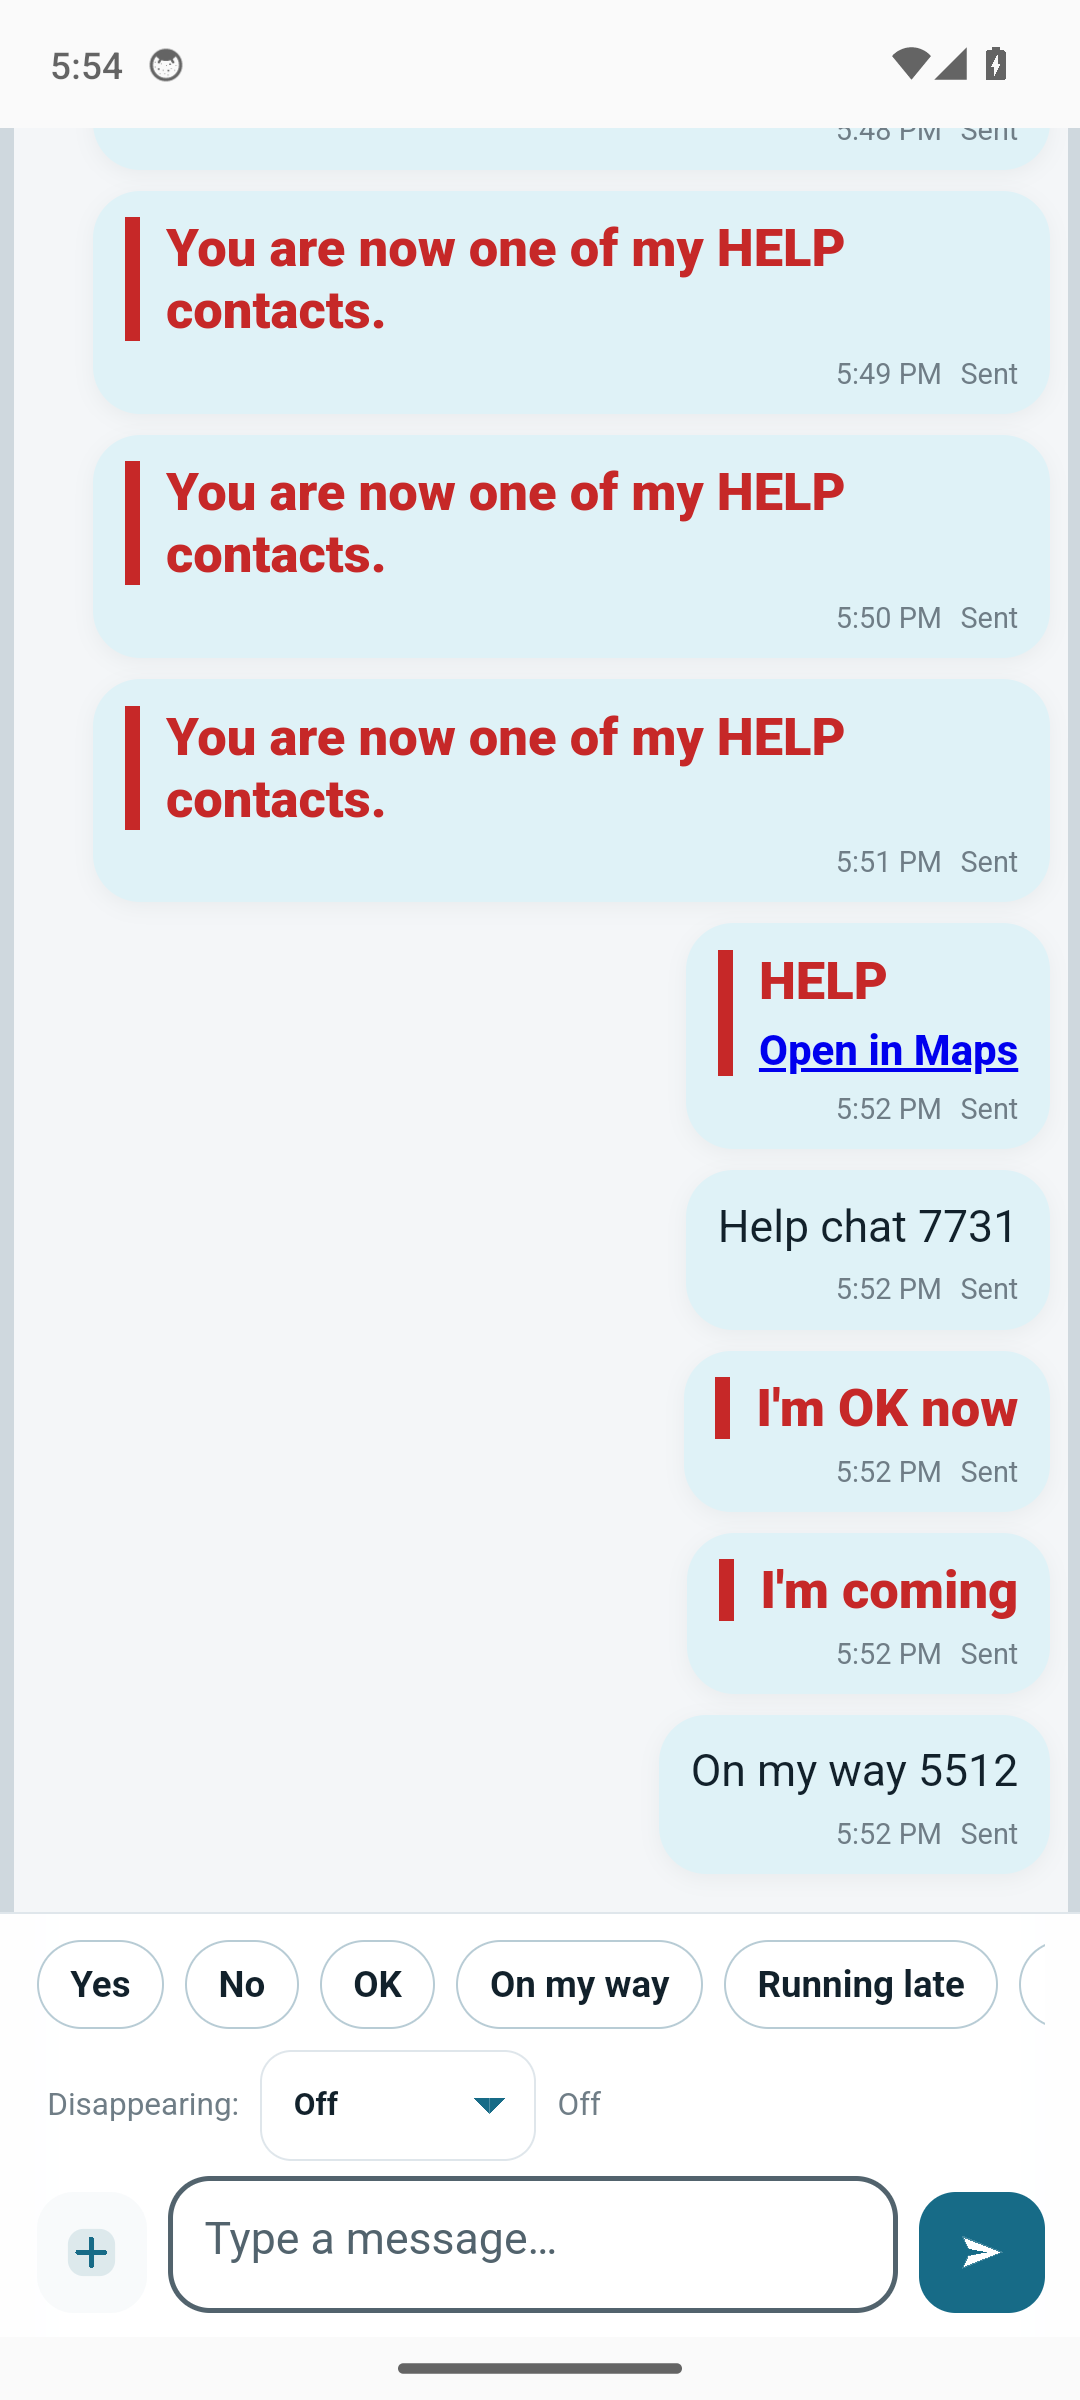 5:54
5:48 PM Sent
You are now one of my HELP
contacts.
5:49 PM Sent
You are now one of my HELP
contacts.
5:50 PM Sent
You are now one of my HELP
contacts.
5:51 PM Sent
HELP
Open in Maps
5:52 PM Sent
Help chat 7731
5:52 PM Sent
I'm OK now
5:52 PM Sent
I'm coming
5:52 PM Sent
On my way 5512
5:52 PM Sent
Yes No OK On my way Running late
Disappearing: Off Off
Type a message...